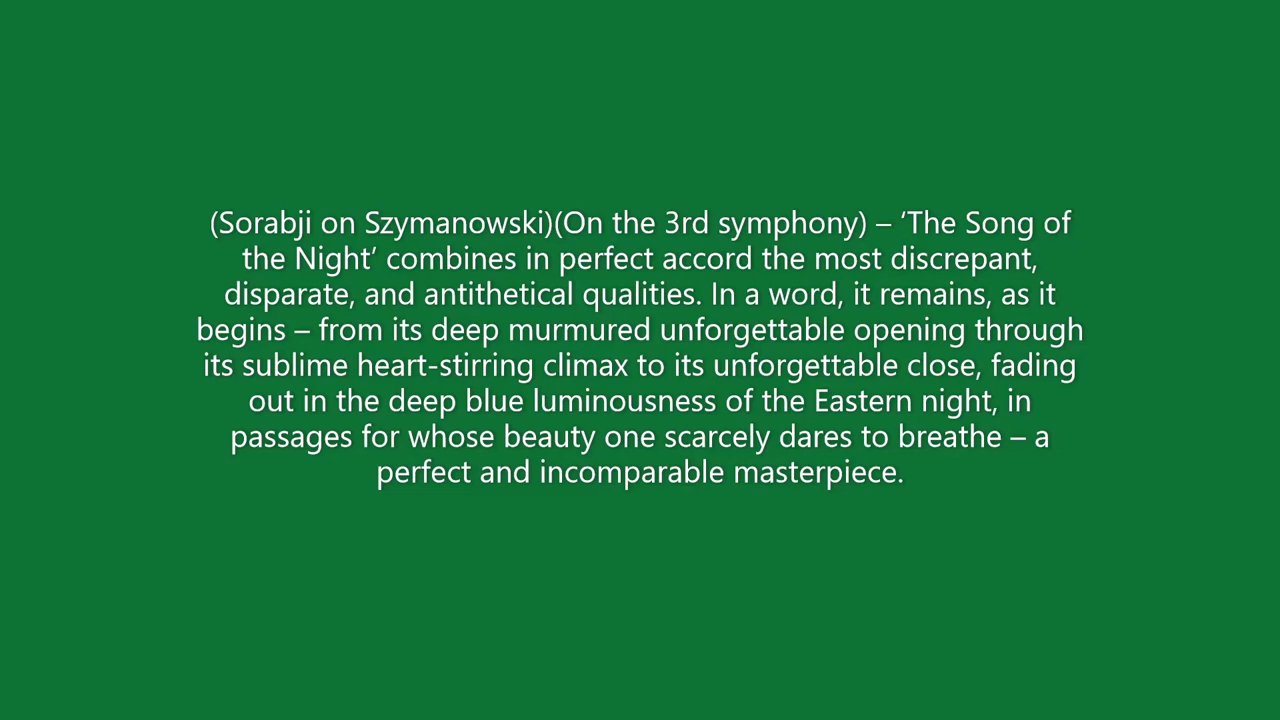 (Sorabji on Szymanowski)(On the 3rd symphony) – ‘The Song of
the Night’ combines in perfect accord the most discrepant,
disparate, and antithetical qualities. In a word, it remains, as it
begins – from its deep murmured unforgettable opening through
its sublime heart-stirring climax to its unforgettable close, fading
out in the deep blue luminousness of the Eastern night, in
passages for whose beauty one scarcely dares to breathe – a
perfect and incomparable masterpiece.